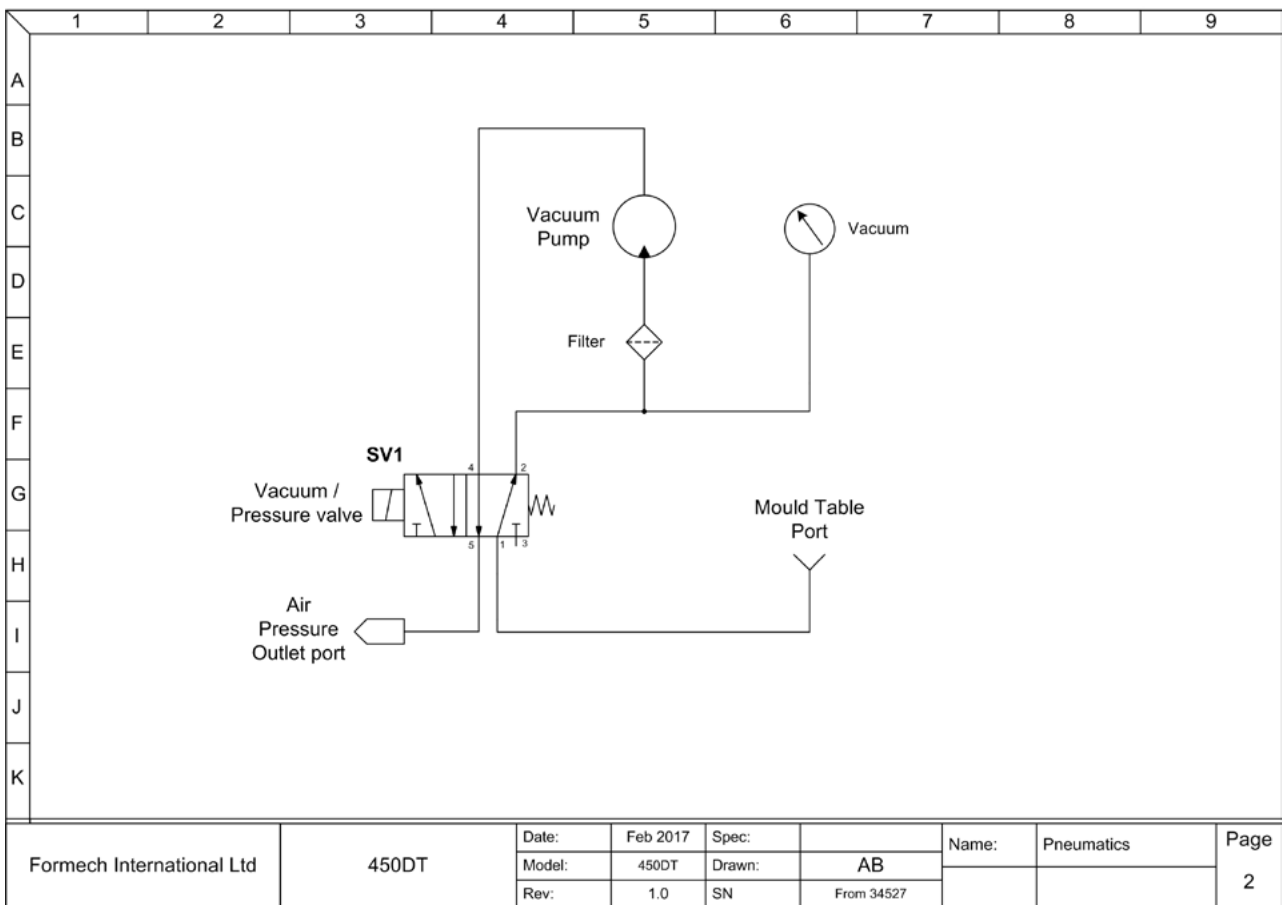 1 2 3 4 5 6 7 8 9
A
B
C
D
E
F
G
H
I
J
K
Vacuum
Pump
Vacuum
Filter
SV1
4 2
Vacuum /
Pressure valve
5 1 3
Mould Table
Port
Air
Pressure
Outlet port
Formech International Ltd
450DT
Date: Feb 2017 Spec:
Model: 450DT Drawn: AB
Rev: 1.0 SN From 34527
Name: Pneumatics
Page
2